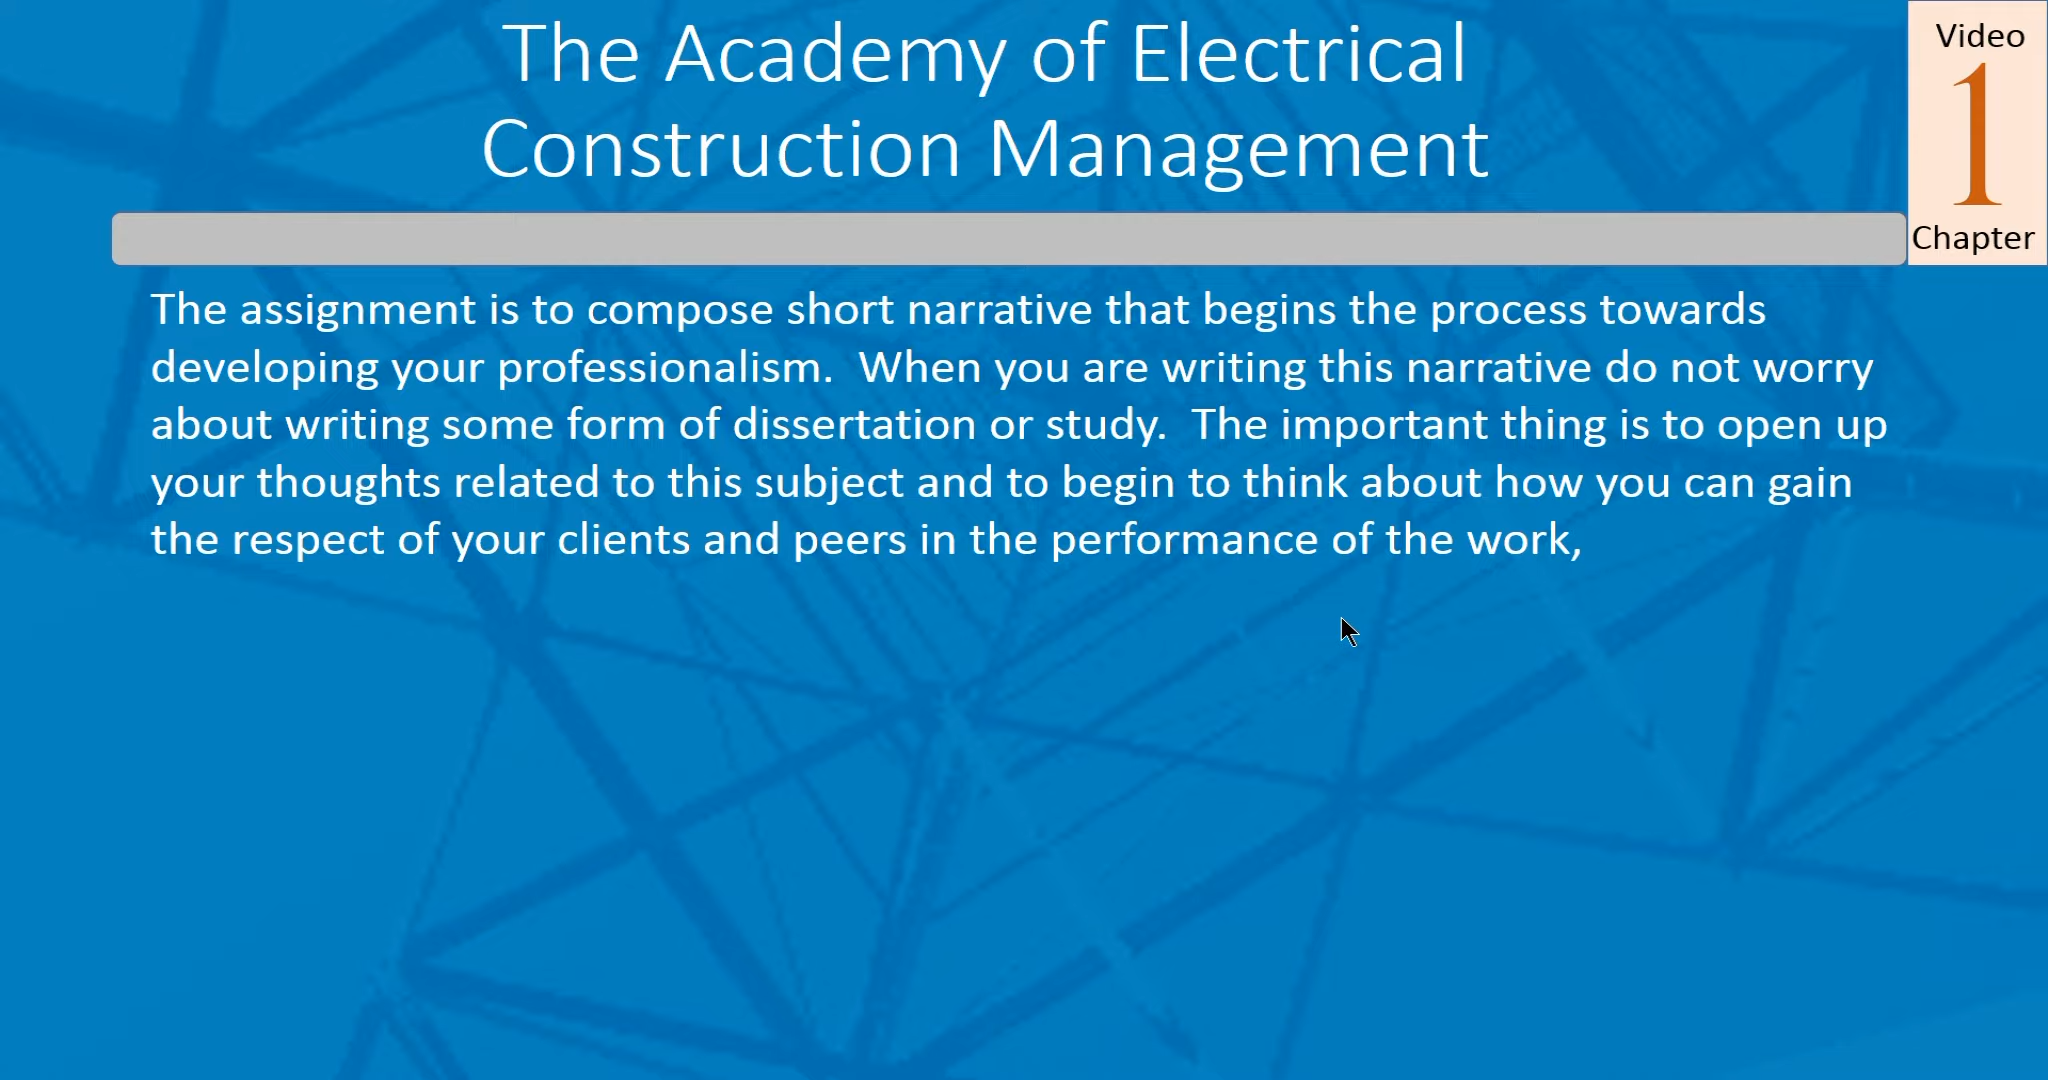 The Academy of Electrical
Construction Management
Video
1
Chapter
The assignment is to compose short narrative that begins the process towards
developing your professionalism.  When you are writing this narrative do not worry
about writing some form of dissertation or study.  The important thing is to open up
your thoughts related to this subject and to begin to think about how you can gain
the respect of your clients and peers in the performance of the work,